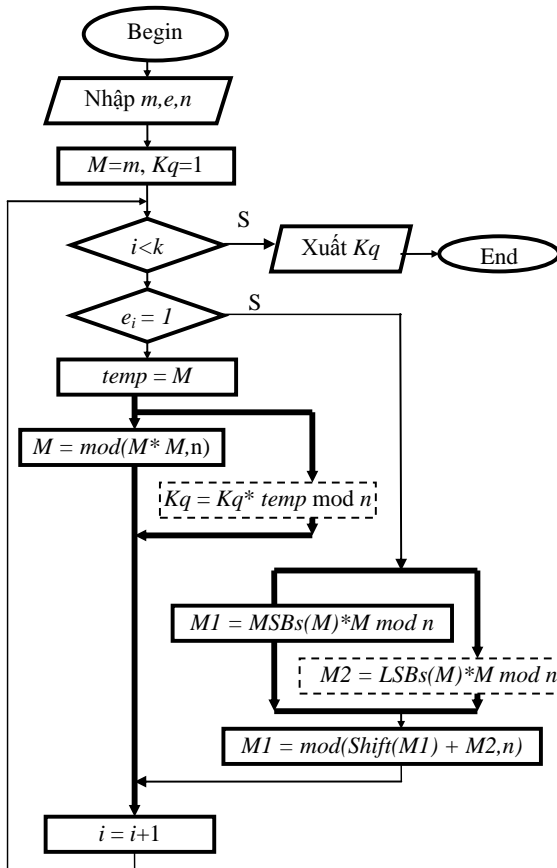 Begin
Nhập m,e,n
M=m, Kq=1
S
i<k
Xuất Kq
End
S
e_i = 1
temp = M
M = mod(M* M,n)
Kq = Kq* temp mod n
M1 = MSBs(M)*M mod n
M2 = LSBs(M)*M mod n
M1 = mod(Shift(M1) + M2,n)
i = i+1